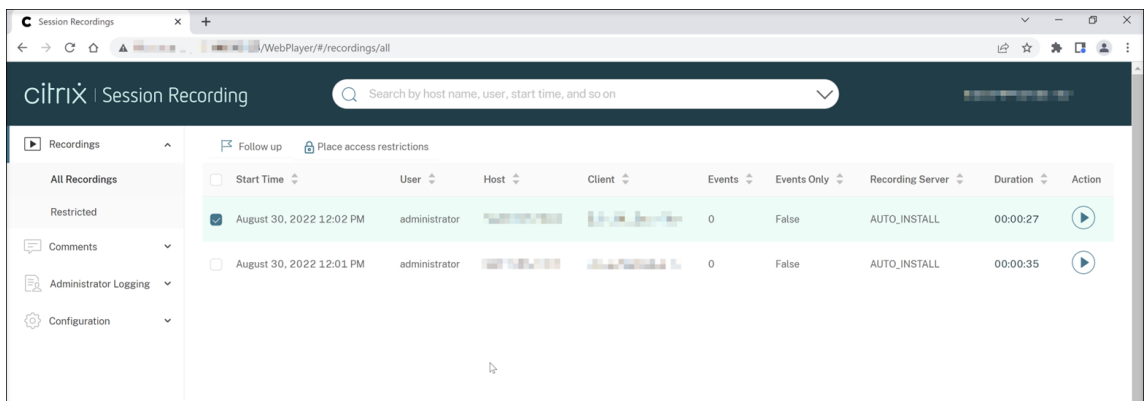 Session Recordings
/WebPlayer/#/recordings/all
citrix | Session Recording
Search by host name, user, start time, and so on
Recordings
Follow up Place access restrictions
All Recordings
Start Time User Host Client Events Events Only Recording Server Duration Action
Restricted
August 30, 2022 12:02 PM administrator 0 False AUTO_INSTALL 00:00:27
Comments
August 30, 2022 12:01 PM administrator 0 False AUTO_INSTALL 00:00:35
Administrator Logging
Configuration